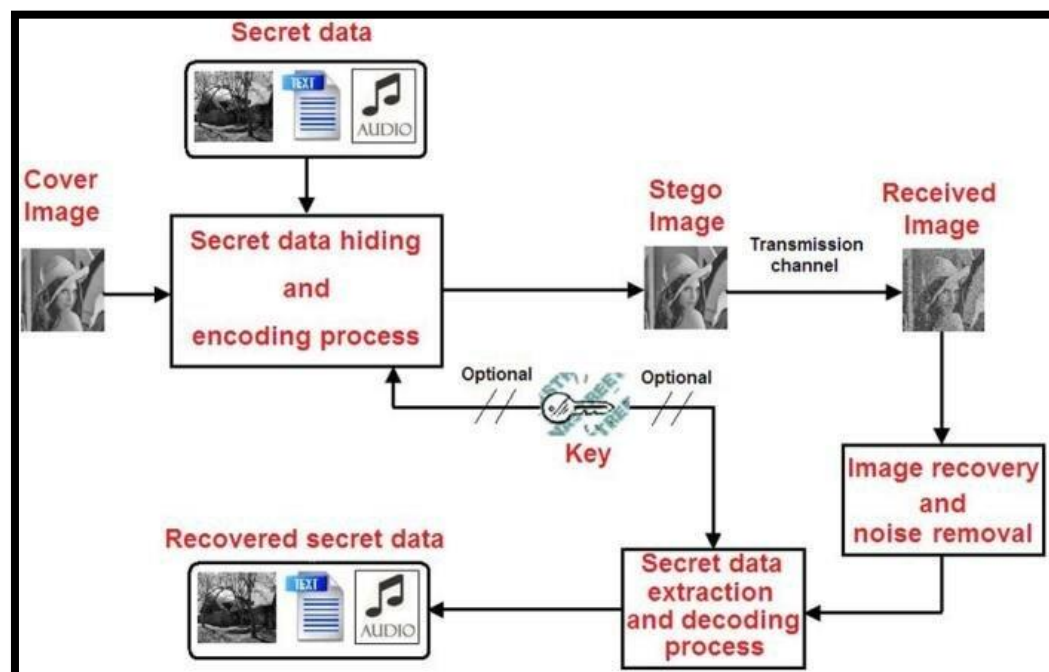 Secret data
TEXT
AUDIO
Cover
Image
Secret data hiding
and
encoding process
Stego
Image
Transmission
channel
Received
Image
Optional
Optional
Key
Image recovery
and
noise removal
Recovered secret data
TEXT
AUDIO
Secret data
extraction
and decoding
process